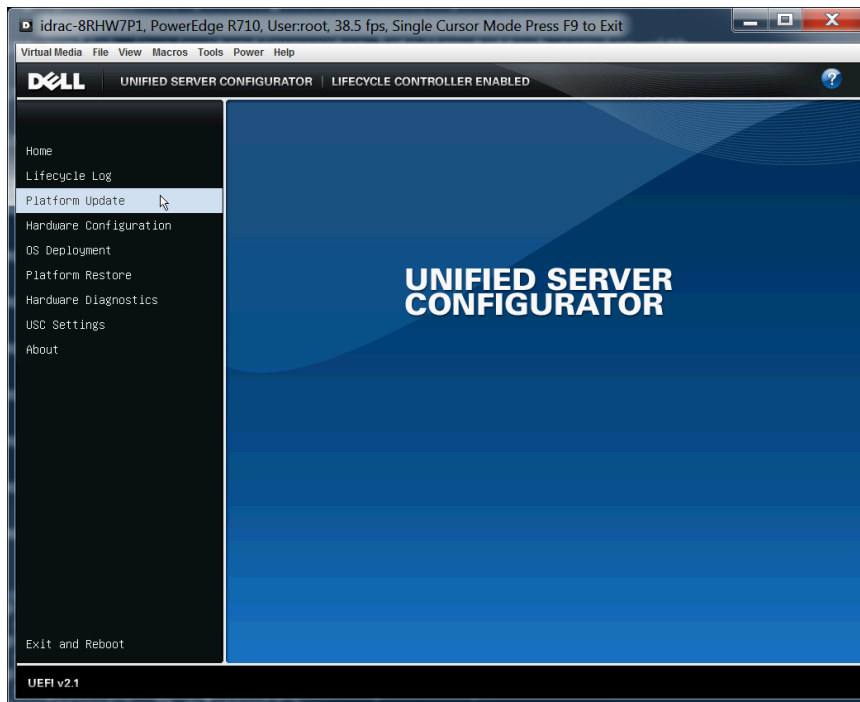 idrac-8RHW7P1, PowerEdge R710, User:root, 38.5 fps, Single Cursor Mode Press F9 to Exit
Virtual Media File View Macros Tools Power Help
DELL UNIFIED SERVER CONFIGURATOR | LIFECYCLE CONTROLLER ENABLED ?
Home
Lifecycle Log
Platform Update
Hardware Configuration
OS Deployment
Platform Restore
Hardware Diagnostics
USC Settings
About
UNIFIED SERVER
CONFIGURATOR
Exit and Reboot
UEFI v2.1